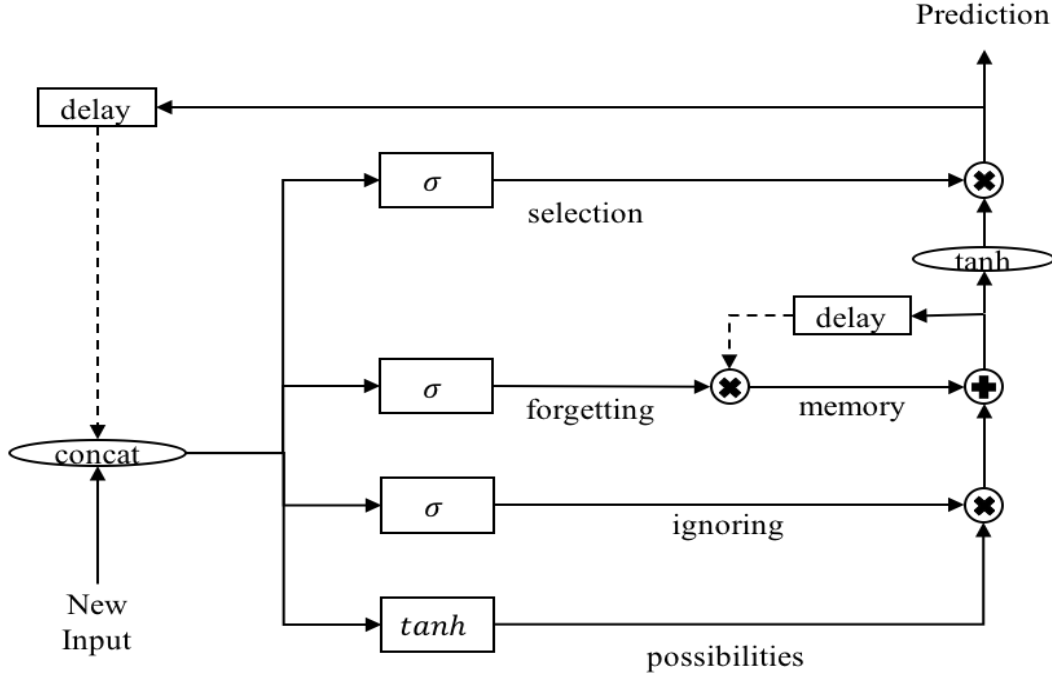 Prediction
delay
σ
selection
tanh
delay
σ
forgetting
memory
concat
σ
ignoring
New
Input
tanh
possibilities